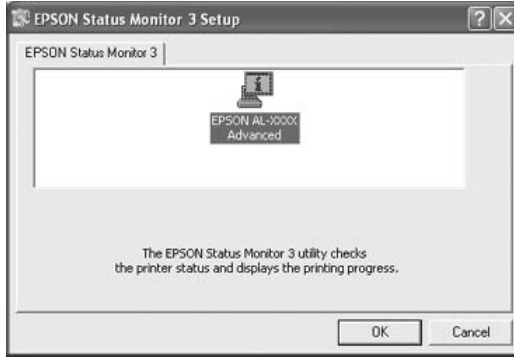 EPSON Status Monitor 3 Setup
EPSON Status Monitor 3
EPSON AL-XXXX
Advanced
The EPSON Status Monitor 3 utility checks
the printer status and displays the printing progress.
OK
Cancel